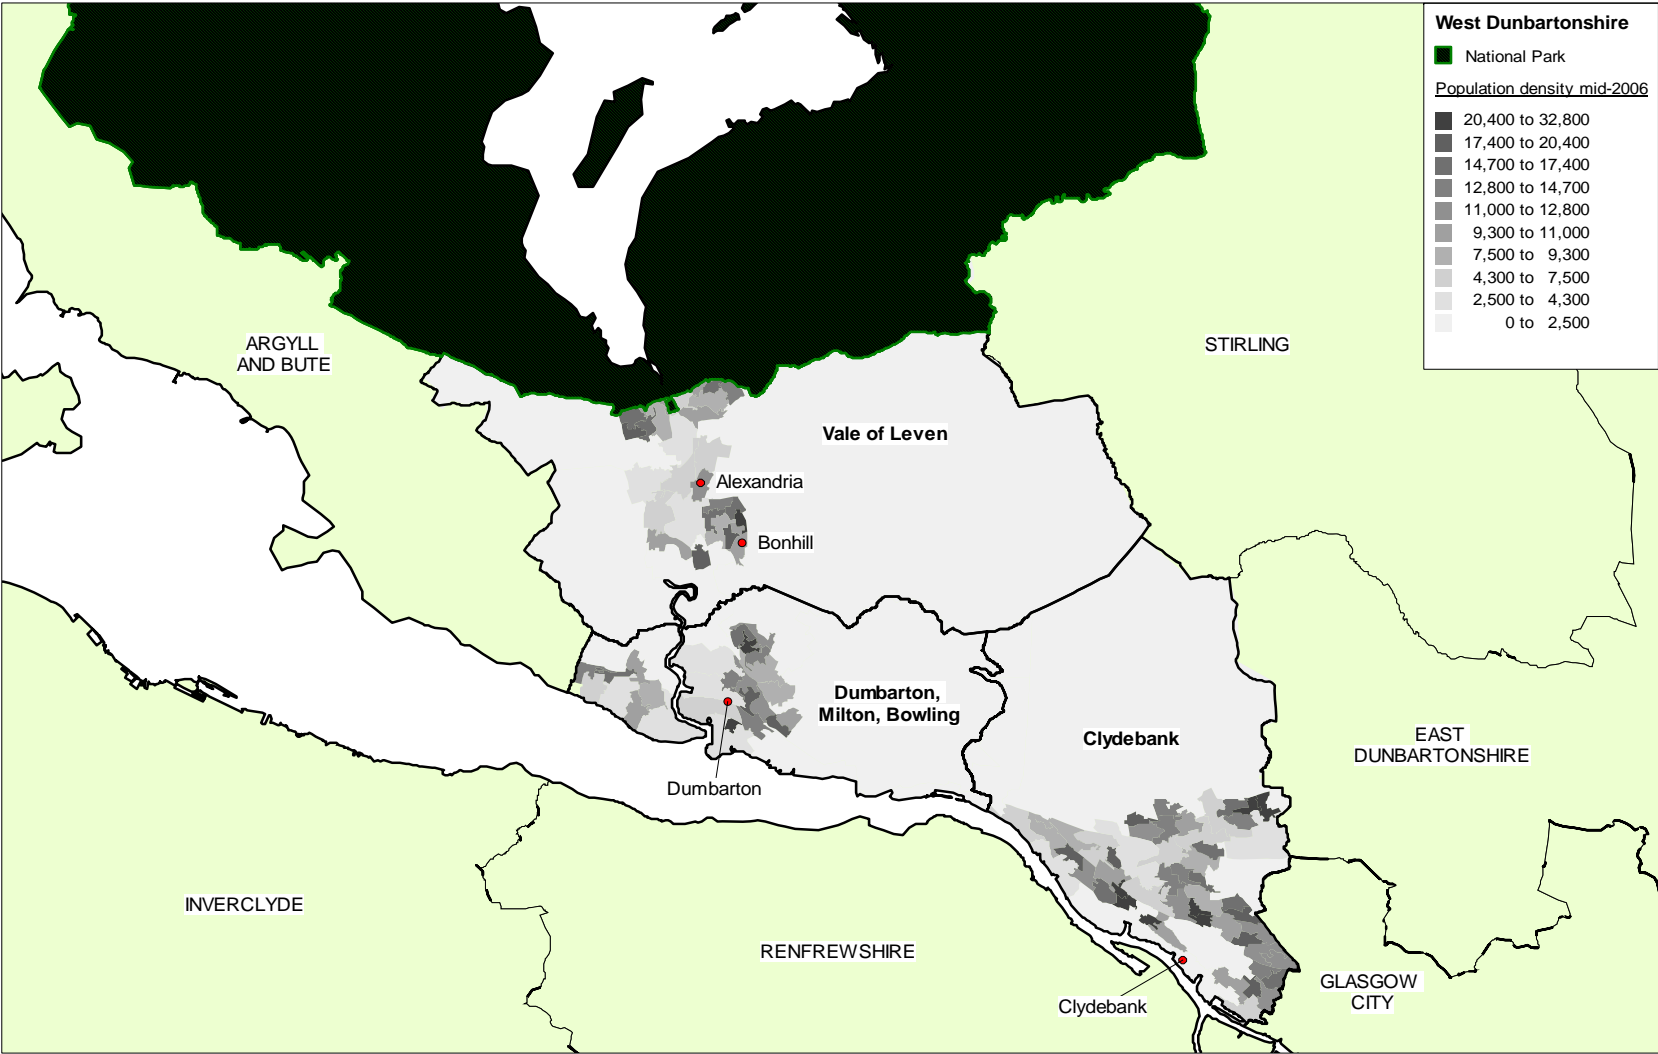 West Dunbartonshire
National Park
Population density mid-2006
20,400 to 32,800
17,400 to 20,400
14,700 to 17,400
12,800 to 14,700
11,000 to 12,800
9,300 to 11,000
7,500 to 9,300
4,300 to 7,500
2,500 to 4,300
0 to 2,500
ARGYLL
AND BUTE
STIRLING
Vale of Leven
Alexandria
Bonhill
Dumbarton,
Milton, Bowling
Clydebank
EAST
DUNBARTONSHIRE
Dumbarton
INVERCLYDE
RENFREWSHIRE
Clydebank
GLASGOW
CITY